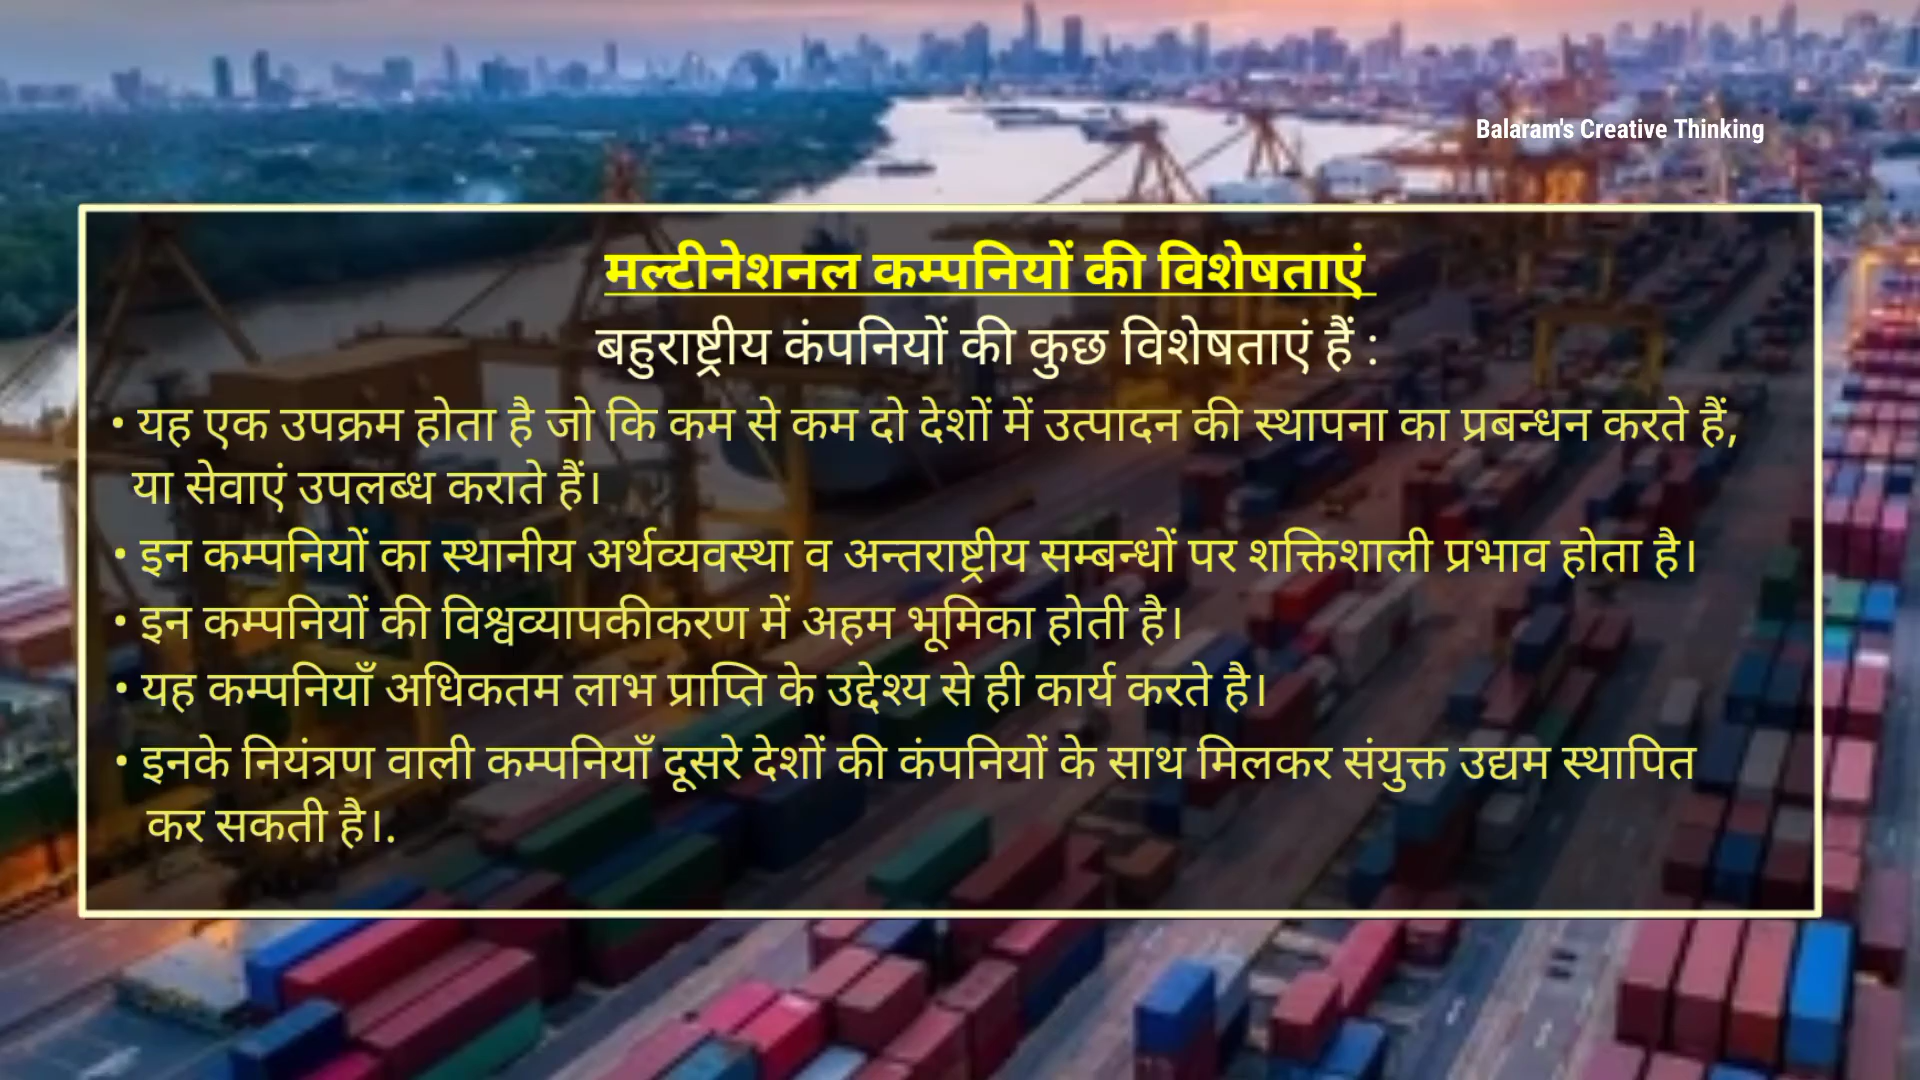 Balaram's Creative Thinking
मल्टीनेशनल कम्पनियों की विशेषताएं
बहुराष्ट्रीय कंपनियों की कुछ विशेषताएं हैं :
• यह एक उपक्रम होता है जो कि कम से कम दो देशों में उत्पादन की स्थापना का प्रबन्धन करते हैं,
या सेवाएं उपलब्ध कराते हैं।
• इन कम्पनियों का स्थानीय अर्थव्यवस्था व अन्तराष्ट्रीय सम्बन्धों पर शक्तिशाली प्रभाव होता है।
• इन कम्पनियों की विश्वव्यापकीकरण में अहम भूमिका होती है।
• यह कम्पनियाँ अधिकतम लाभ प्राप्ति के उद्देश्य से ही कार्य करते है।
• इनके नियंत्रण वाली कम्पनियाँ दूसरे देशों की कंपनियों के साथ मिलकर संयुक्त उद्यम स्थापित
कर सकती है।.